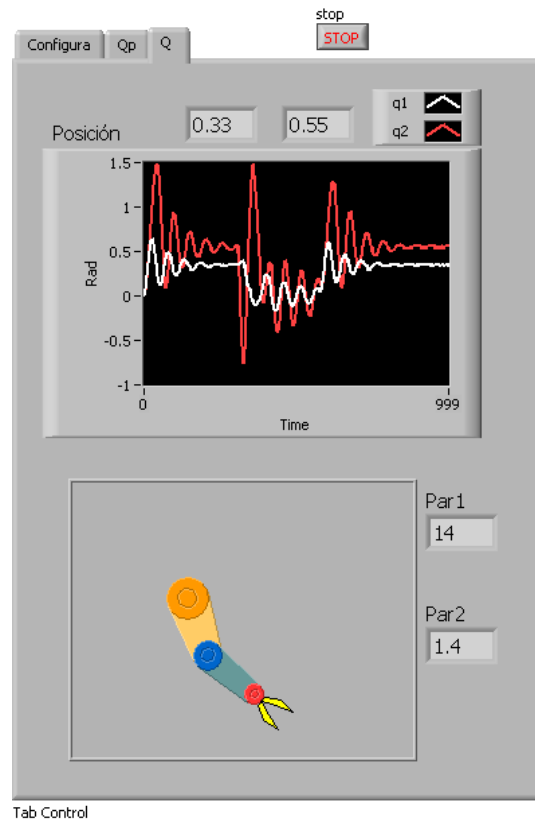 stop
STOP
Configura Qp Q
Posición 0.33 0.55
q1
q2
1.5
1
0.5
0
-0.5
-1
Rad
0 999
Time
Par1
14
Par2
1.4
Tab Control